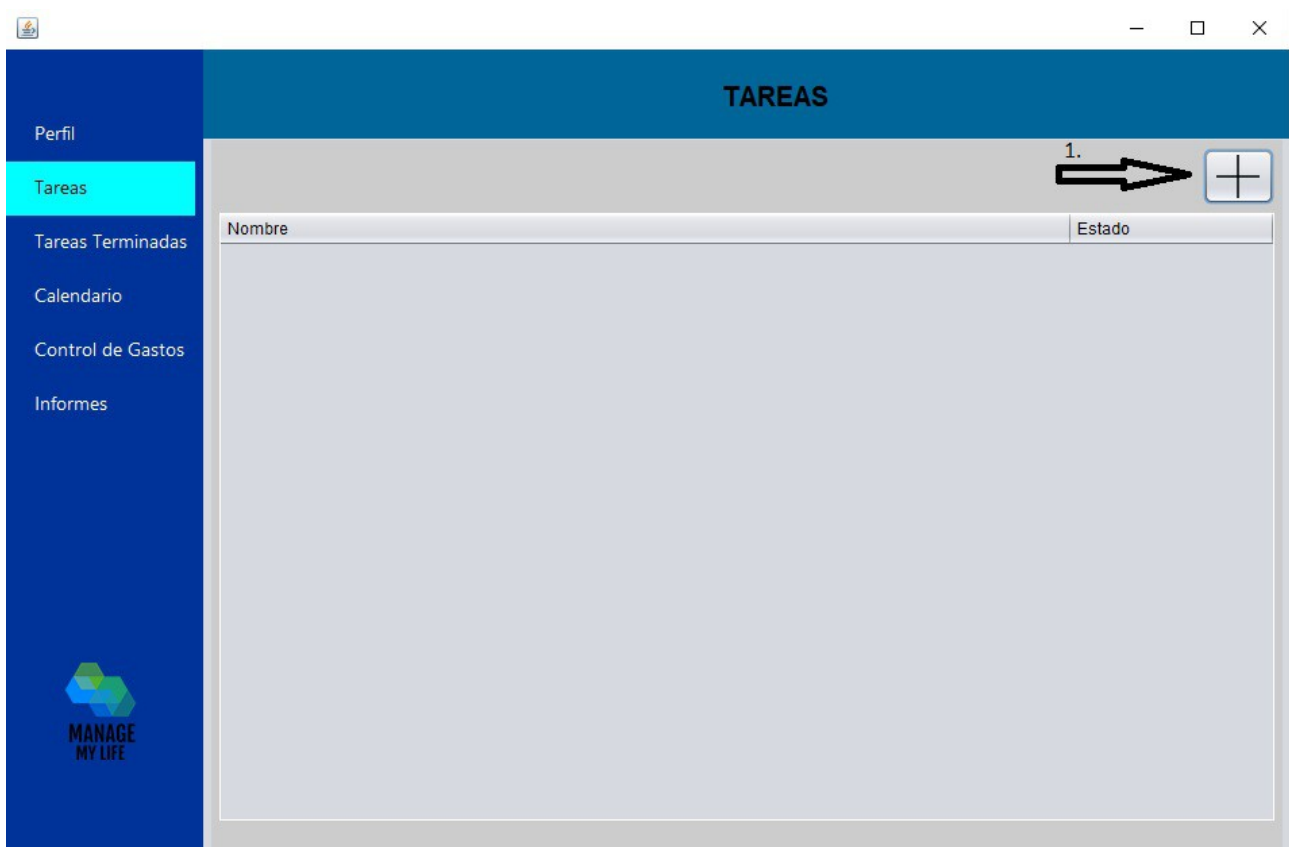 TAREAS
Perfil
Tareas
Tareas Terminadas
Calendario
Control de Gastos
Informes
1.
Nombre Estado
MANAGE
MY LIFE